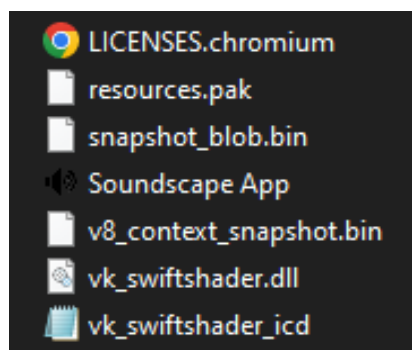 LICENSES.chromium
resources.pak
snapshot_blob.bin
Soundscape App
v8_context_snapshot.bin
vk_swiftshader.dll
vk_swiftshader_icd